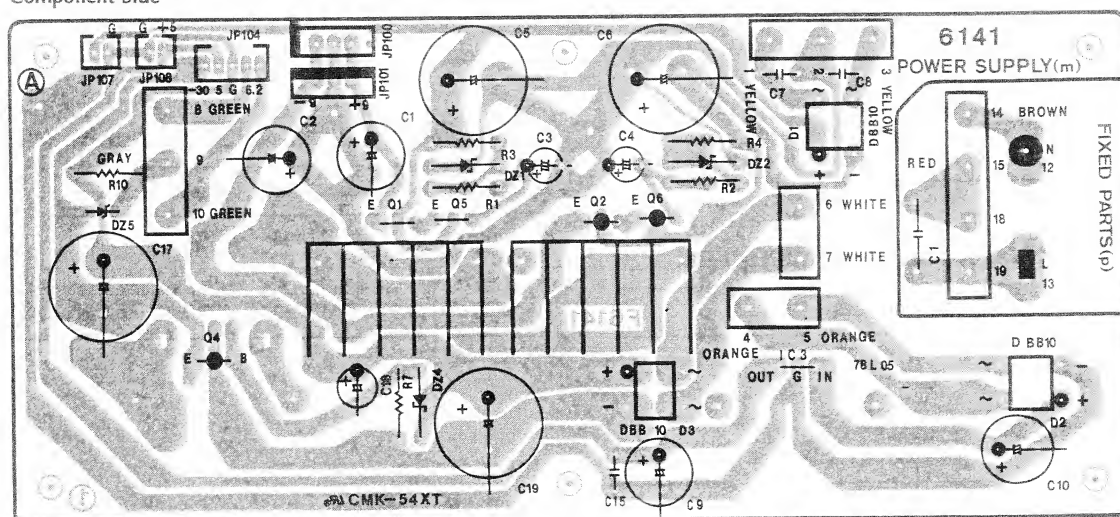 Component Side
G G +5
JP107 JP106 JP104
-30 5 G 6.2
A
JP100
JP101
C5
C6
1 YELLOW
C7
2
C8
3 YELLOW
6141
POWER SUPPLY(m)
8 GREEN
9
10 GREEN
GRAY
R10
DZ5
C17
C2
C1
R3
DZ1
R1
C3
C4
R4
DZ2
R2
D1
DBB10
+ -
E Q1
E Q5
E Q2
E Q6
6 WHITE
7 WHITE
RED
C1
14 BROWN
15
N
12
18
19
L
13
FIXED PARTS(p)
F6141
4 5 ORANGE
ORANGE
IC3
OUT G IN
78L05
D BB10
D2
C10
E Q4 B
C18
R7
DZ4
C19
DBB 10 D3
C15
C9
CMK-54XT